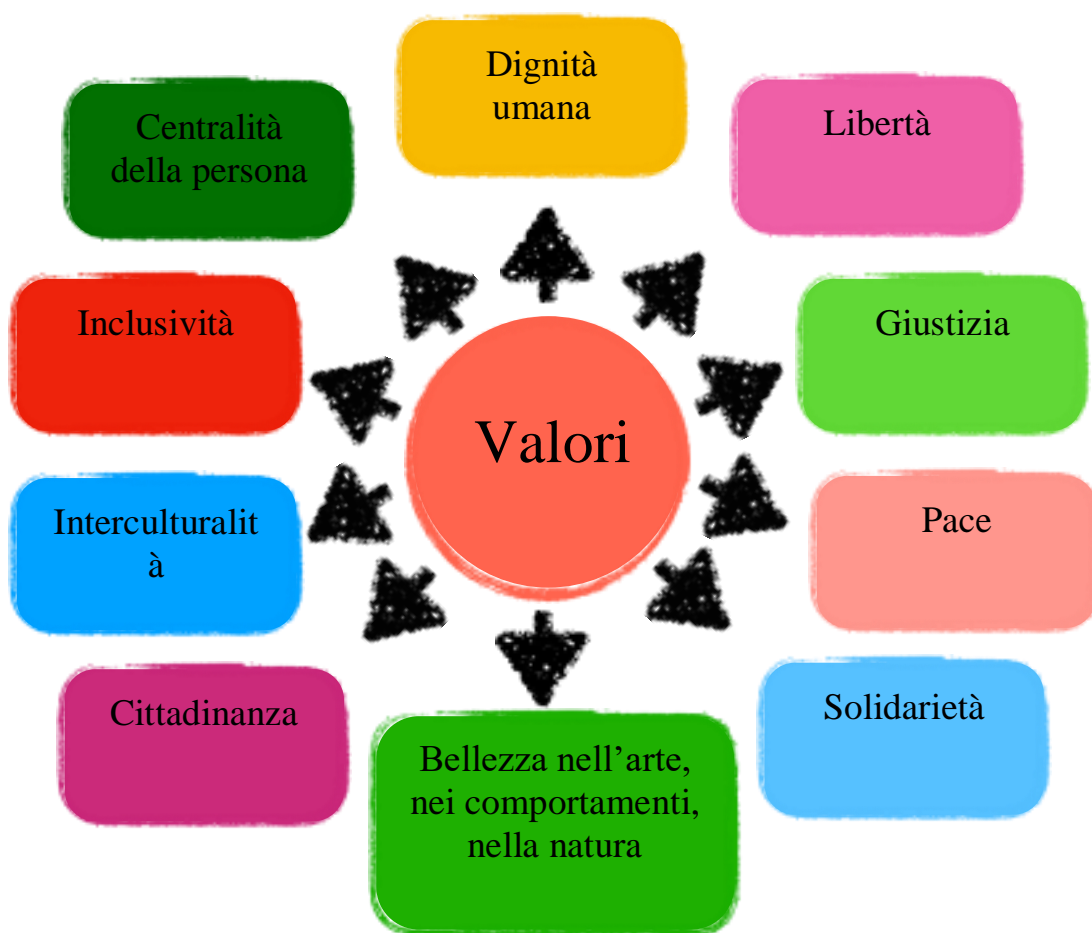 Dignità
umana
Centralità
della persona
Libertà
Inclusività
Giustizia
Valori
Interculturalit
à
Pace
Cittadinanza
Solidarietà
Bellezza nell’arte,
nei comportamenti,
nella natura